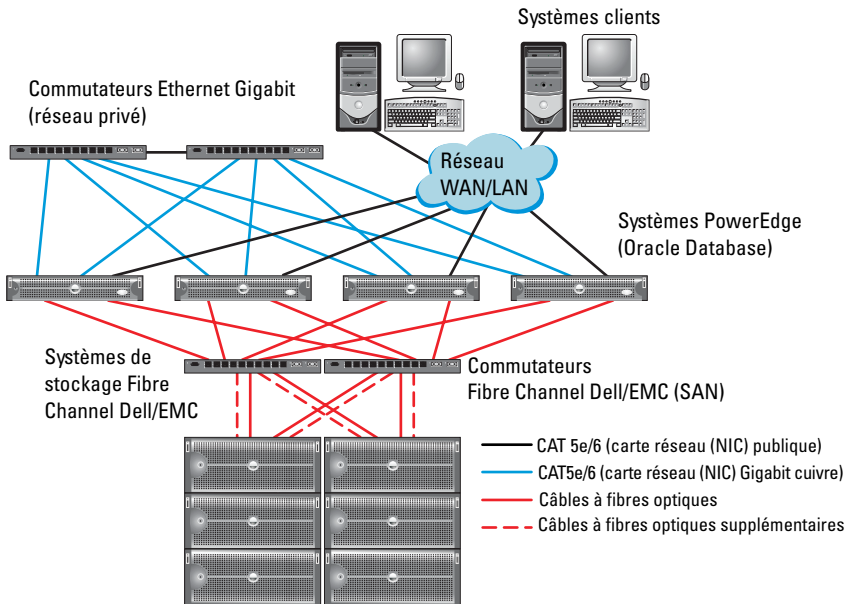 Systèmes clients
Commutateurs Ethernet Gigabit
(réseau privé)
Réseau
WAN/LAN
Systèmes PowerEdge
(Oracle Database)
Systèmes de
stockage Fibre
Channel Dell/EMC
Commutateurs
Fibre Channel Dell/EMC (SAN)
CAT 5e/6 (carte réseau (NIC) publique)
CAT5e/6 (carte réseau (NIC) Gigabit cuivre)
Câbles à fibres optiques
Câbles à fibres optiques supplémentaires